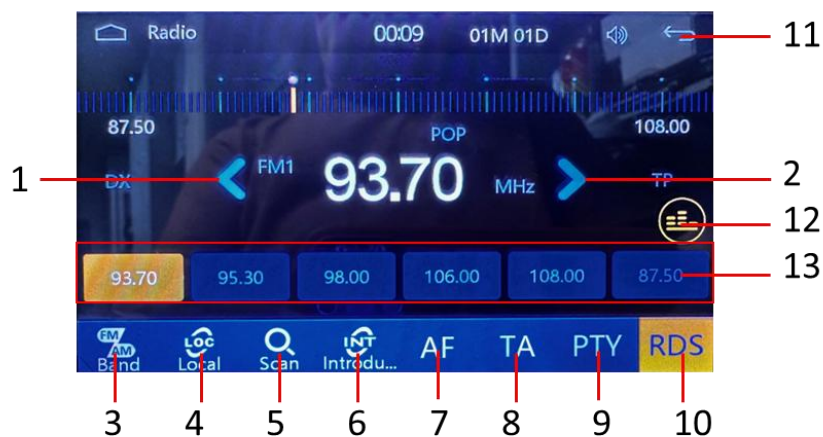 Radio 00:09 01M 01D 11
87.50 108.00
POP
1 DX FM1 93.70 MHz TP 2
12
93.70 95.30 98.00 106.00 108.00 87.50 13
FM AM LOC INT AF TA PTY RDS
Band Local Scan Introdu...
3 4 5 6 7 8 9 10